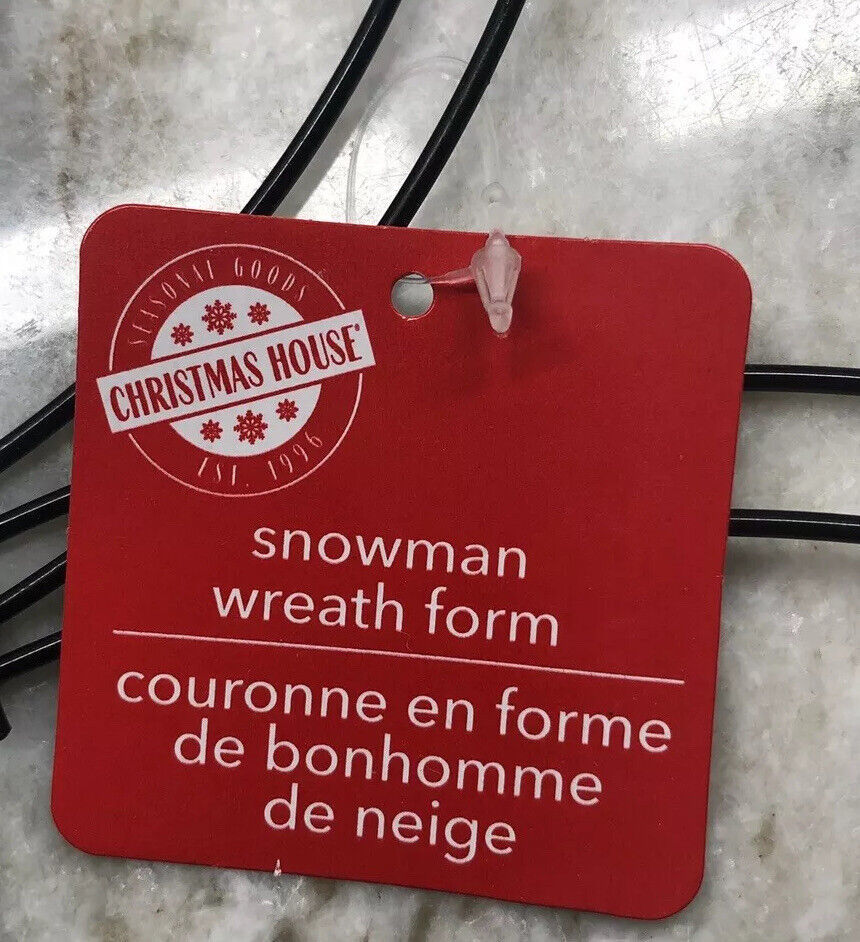 SEASONAL GOODS
CHRISTMAS HOUSE®
EST. 1996
snowman
wreath form
couronne en forme
de bonhomme
de neige